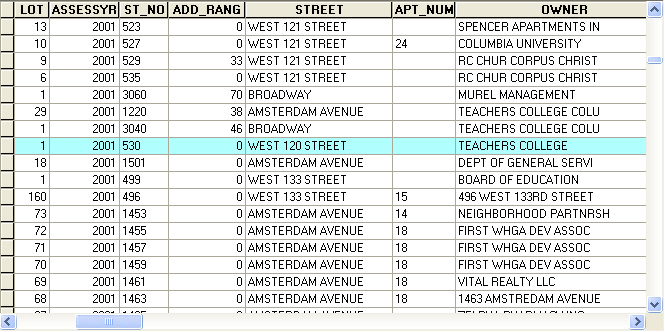 LOT ASSESSYR ST_NO ADD_RANG STREET APT_NUM OWNER
13 2001 523 0 WEST 121 STREET SPENCER APARTMENTS IN
10 2001 527 0 WEST 121 STREET 24 COLUMBIA UNIVERSITY
9 2001 529 33 WEST 121 STREET RC CHUR CORPUS CHRIST
6 2001 535 0 WEST 121 STREET RC CHUR CORPUS CHRIST
1 2001 3060 70 BROADWAY MUREL MANAGEMENT
29 2001 1220 38 AMSTERDAM AVENUE TEACHERS COLLEGE COLU
1 2001 3040 46 BROADWAY TEACHERS COLLEGE COLU
1 2001 530 0 WEST 120 STREET TEACHERS COLLEGE
18 2001 1501 0 AMSTERDAM AVENUE DEPT OF GENERAL SERVI
1 2001 499 0 WEST 133 STREET BOARD OF EDUCATION
160 2001 496 0 WEST 133 STREET 15 496 WEST 133RD STREET
73 2001 1453 0 AMSTERDAM AVENUE 14 NEIGHBORHOOD PARTNRSH
72 2001 1455 0 AMSTERDAM AVENUE 18 FIRST WHGA DEV ASSOC
71 2001 1457 0 AMSTERDAM AVENUE 18 FIRST WHGA DEV ASSOC
70 2001 1459 0 AMSTERDAM AVENUE 18 FIRST WHGA DEV ASSOC
69 2001 1461 0 AMSTERDAM AVENUE 18 VITAL REALTY LLC
68 2001 1463 0 AMSTERDAM AVENUE 18 1463 AMSTREDAM AVENUE